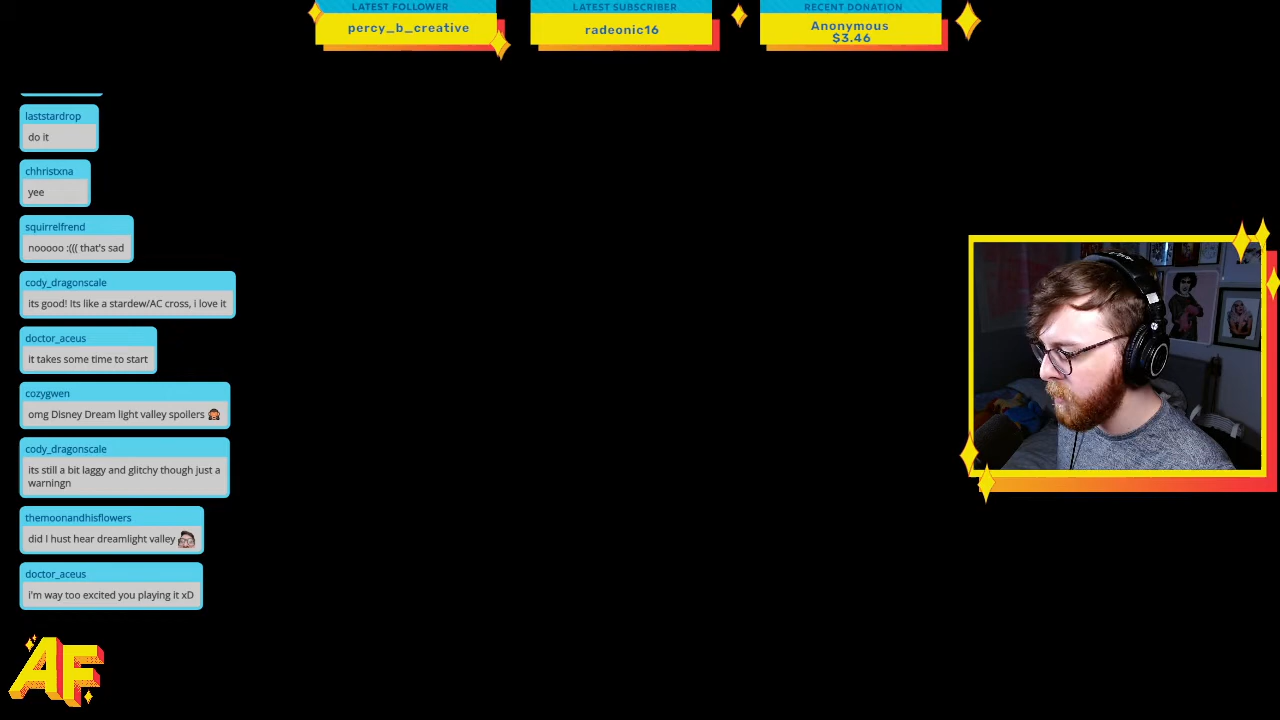 LATEST FOLLOWER
percy_b_creative
LATEST SUBSCRIBER
radeonic16
RECENT DONATION
Anonymous
$3.46
laststardrop
do it
chhristxna
yee
squirrelfrend
nooooo :((( that's sad
cody_dragonscale
its good! Its like a stardew/AC cross, i love it
doctor_aceus
it takes some time to start
cozygwen
omg Disney Dream light valley spoilers
cody_dragonscale
its still a bit laggy and glitchy though just a
warningn
themoonandhisflowers
did I hust hear dreamlight valley
doctor_aceus
i'm way too excited you playing it xD
AF